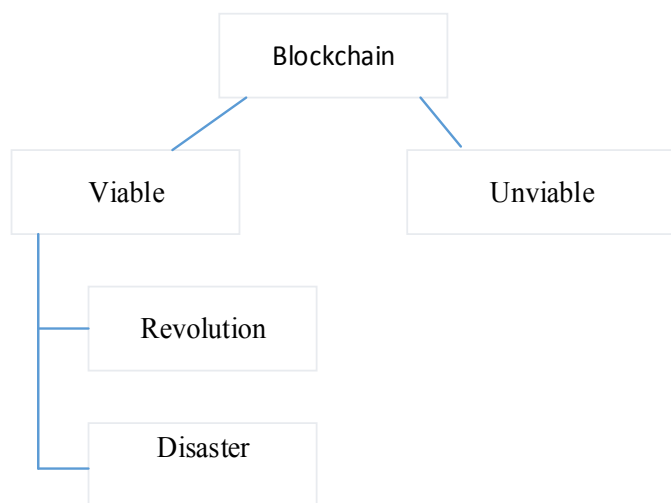 Blockchain
Viable
Unviable
Revolution
Disaster